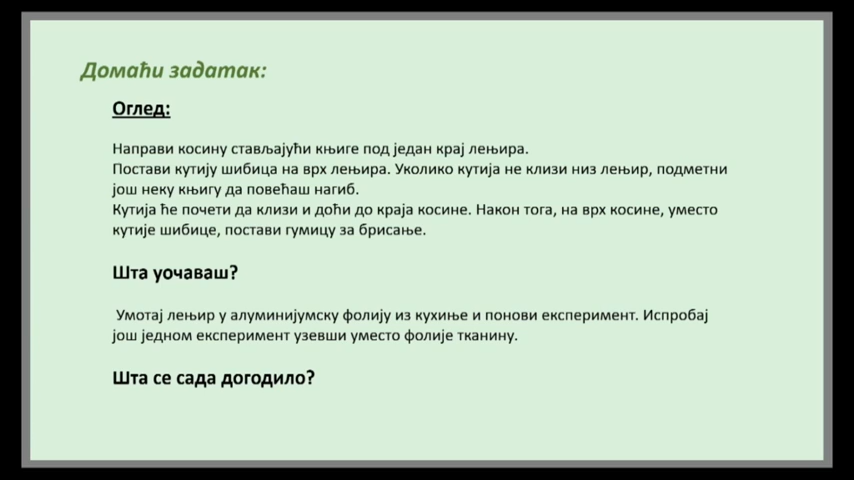 Домаћи задатак:
Оглед:
Направи косину стављајући књиге под један крај лењира.
Постави кутију шибица на врх лењира. Уколико кутија не клизи низ лењир, подметни
још неку књигу да повећаш нагиб.
Кутија ће почети да клизи и доћи до краја косине. Након тога, на врх косине, уместо
кутије шибице, постави гумицу за брисање.
Шта уочаваш?
Умотај лењир у алуминијумску фолију из кухиње и понови експеримент. Испробај
још једном експеримент узевши уместо фолије тканину.
Шта се сада догодило?